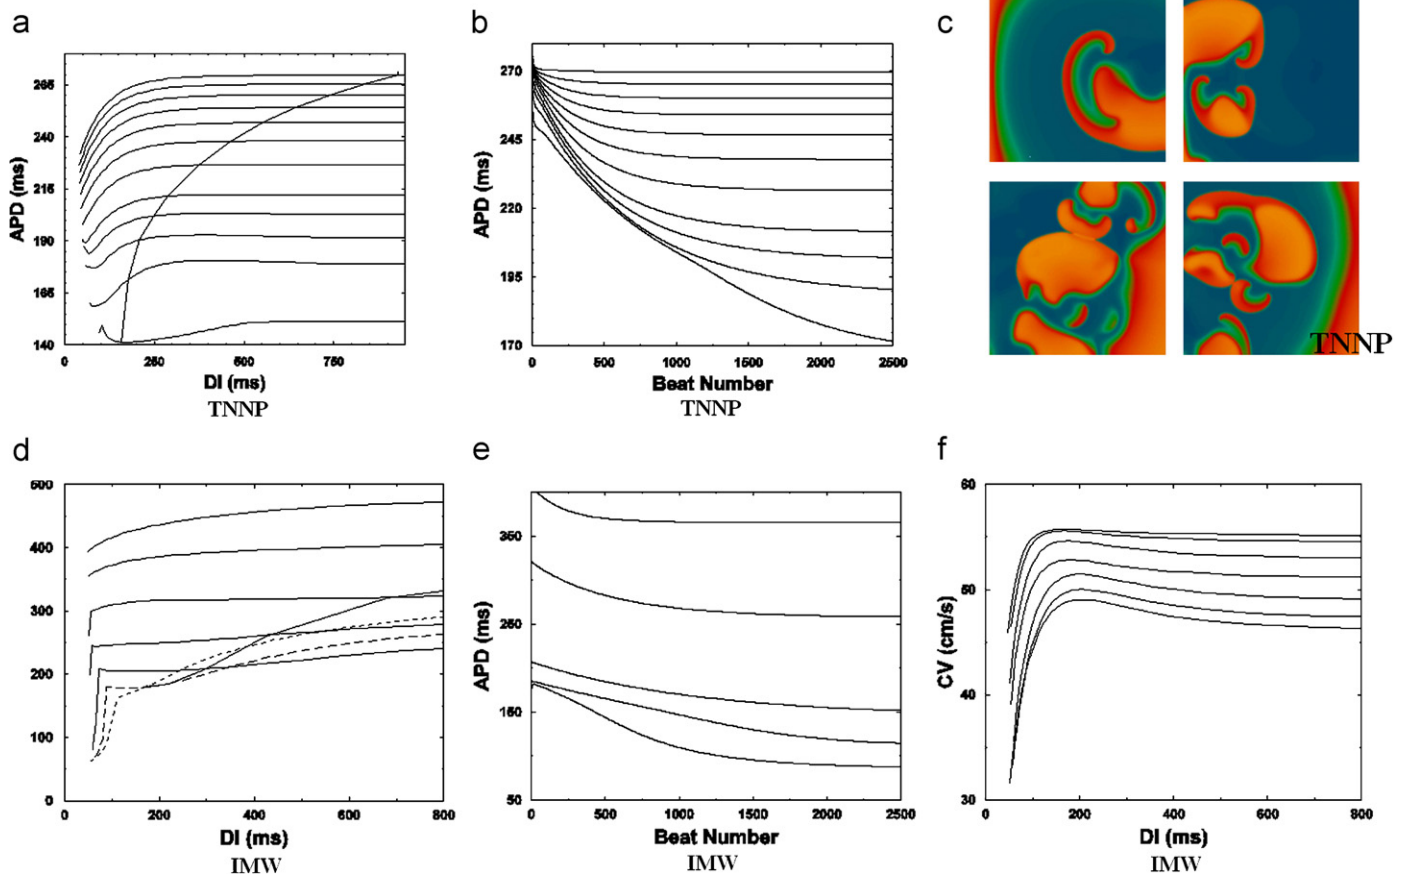 a
265
240
215
190
165
140
0
250
500
750
APD (ms)
DI (ms)
TNNP
b
270
245
220
195
170
0
500
1000
1500
2000
2500
APD (ms)
Beat Number
TNNP
c
TNNP
d
500
400
300
200
100
0
0
200
400
600
800
APD (ms)
DI (ms)
IMW
e
350
250
150
50
0
500
1000
1500
2000
2500
APD (ms)
Beat Number
IMW
f
60
50
40
30
0
200
400
600
800
CV (cm/s)
DI (ms)
IMW